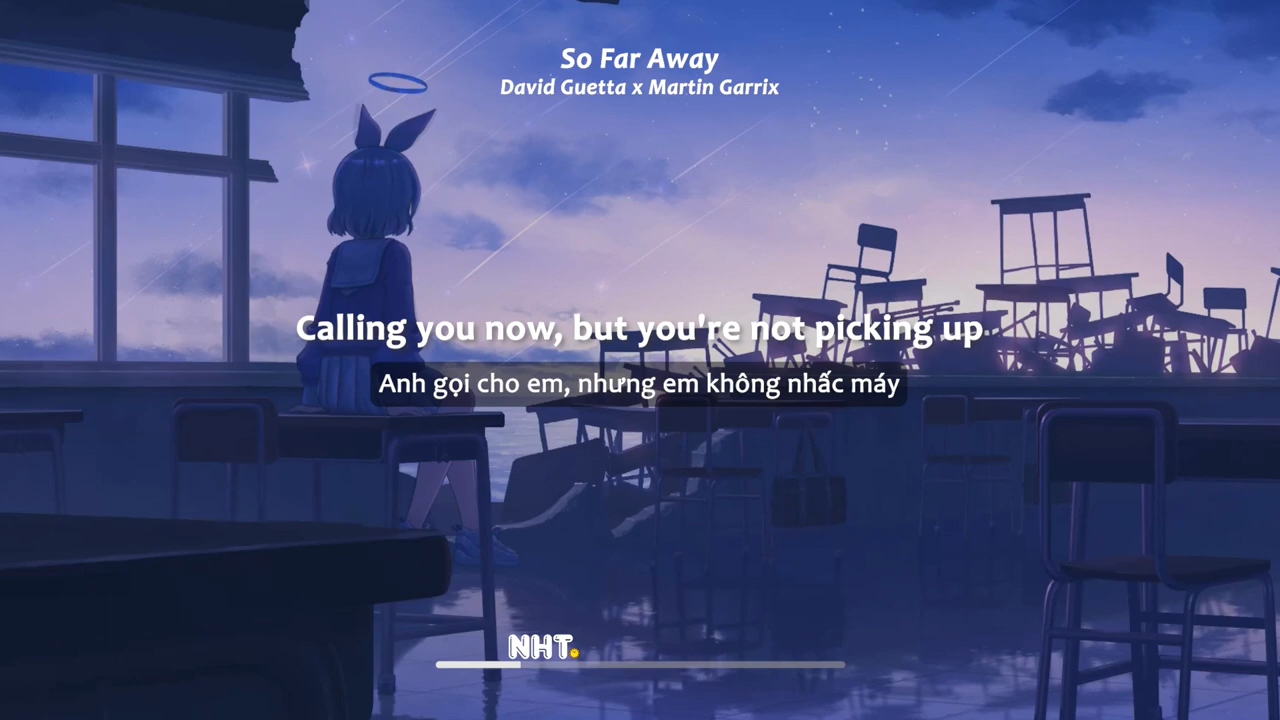 So Far Away
David Guetta x Martin Garrix
Calling you now, but you're not picking up
Anh gọi cho em, nhưng em không nhấc máy
NHT